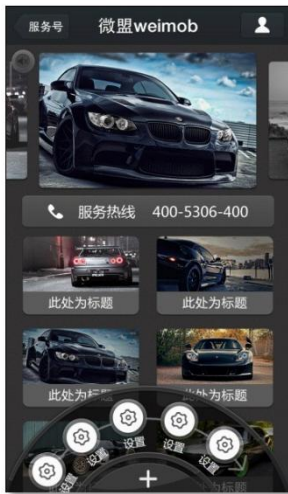 服务号 微盟weimob
服务热线 400-5306-400
此处为标题 此处为标题
此处为标题 此处为标题
设置 设置 设置 设置 设置